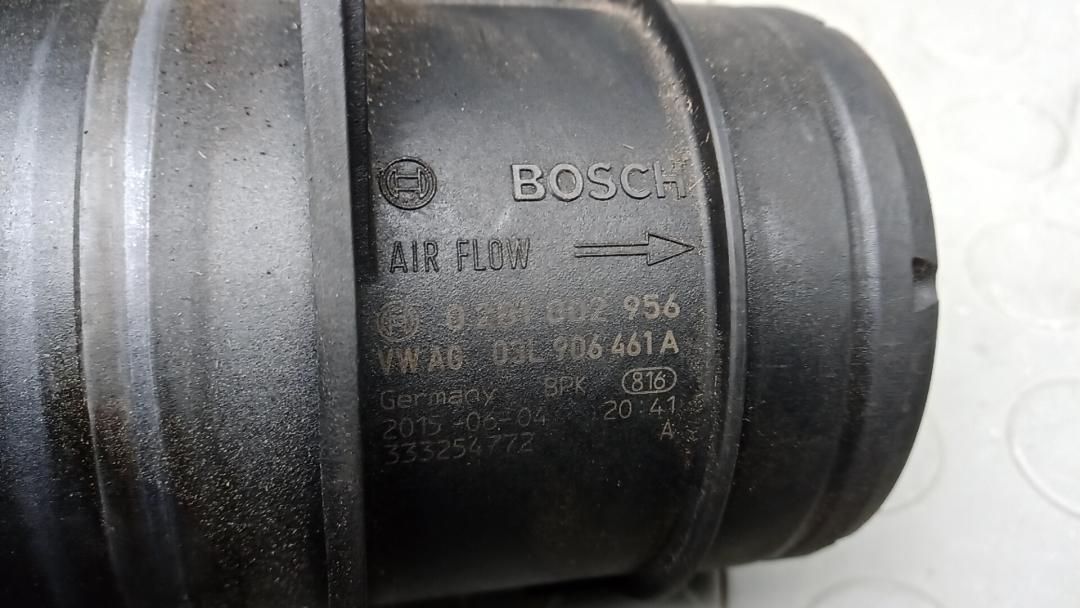 BOSCH
AIR FLOW
0 281 002 956
VW AG 03L 906 461 A
Germany BPK 816
2015-06-04 20:41
333254772 A